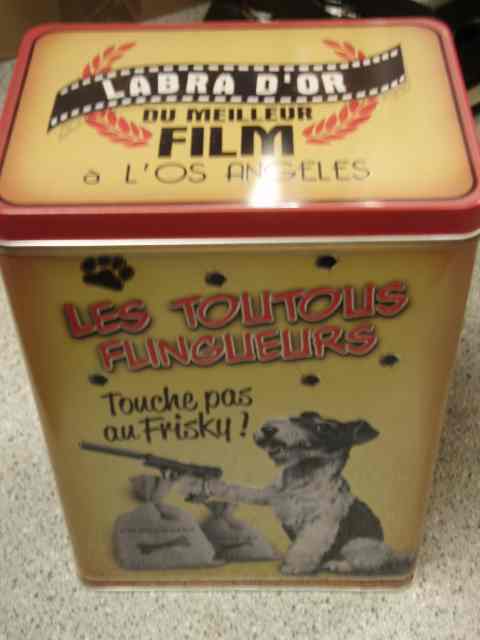 LABRA D'OR
DU MEILLEUR
FILM
à L'OS ANGELES
LES TOUTOUS
FLINGUEURS
Touche pas
au Frisky !